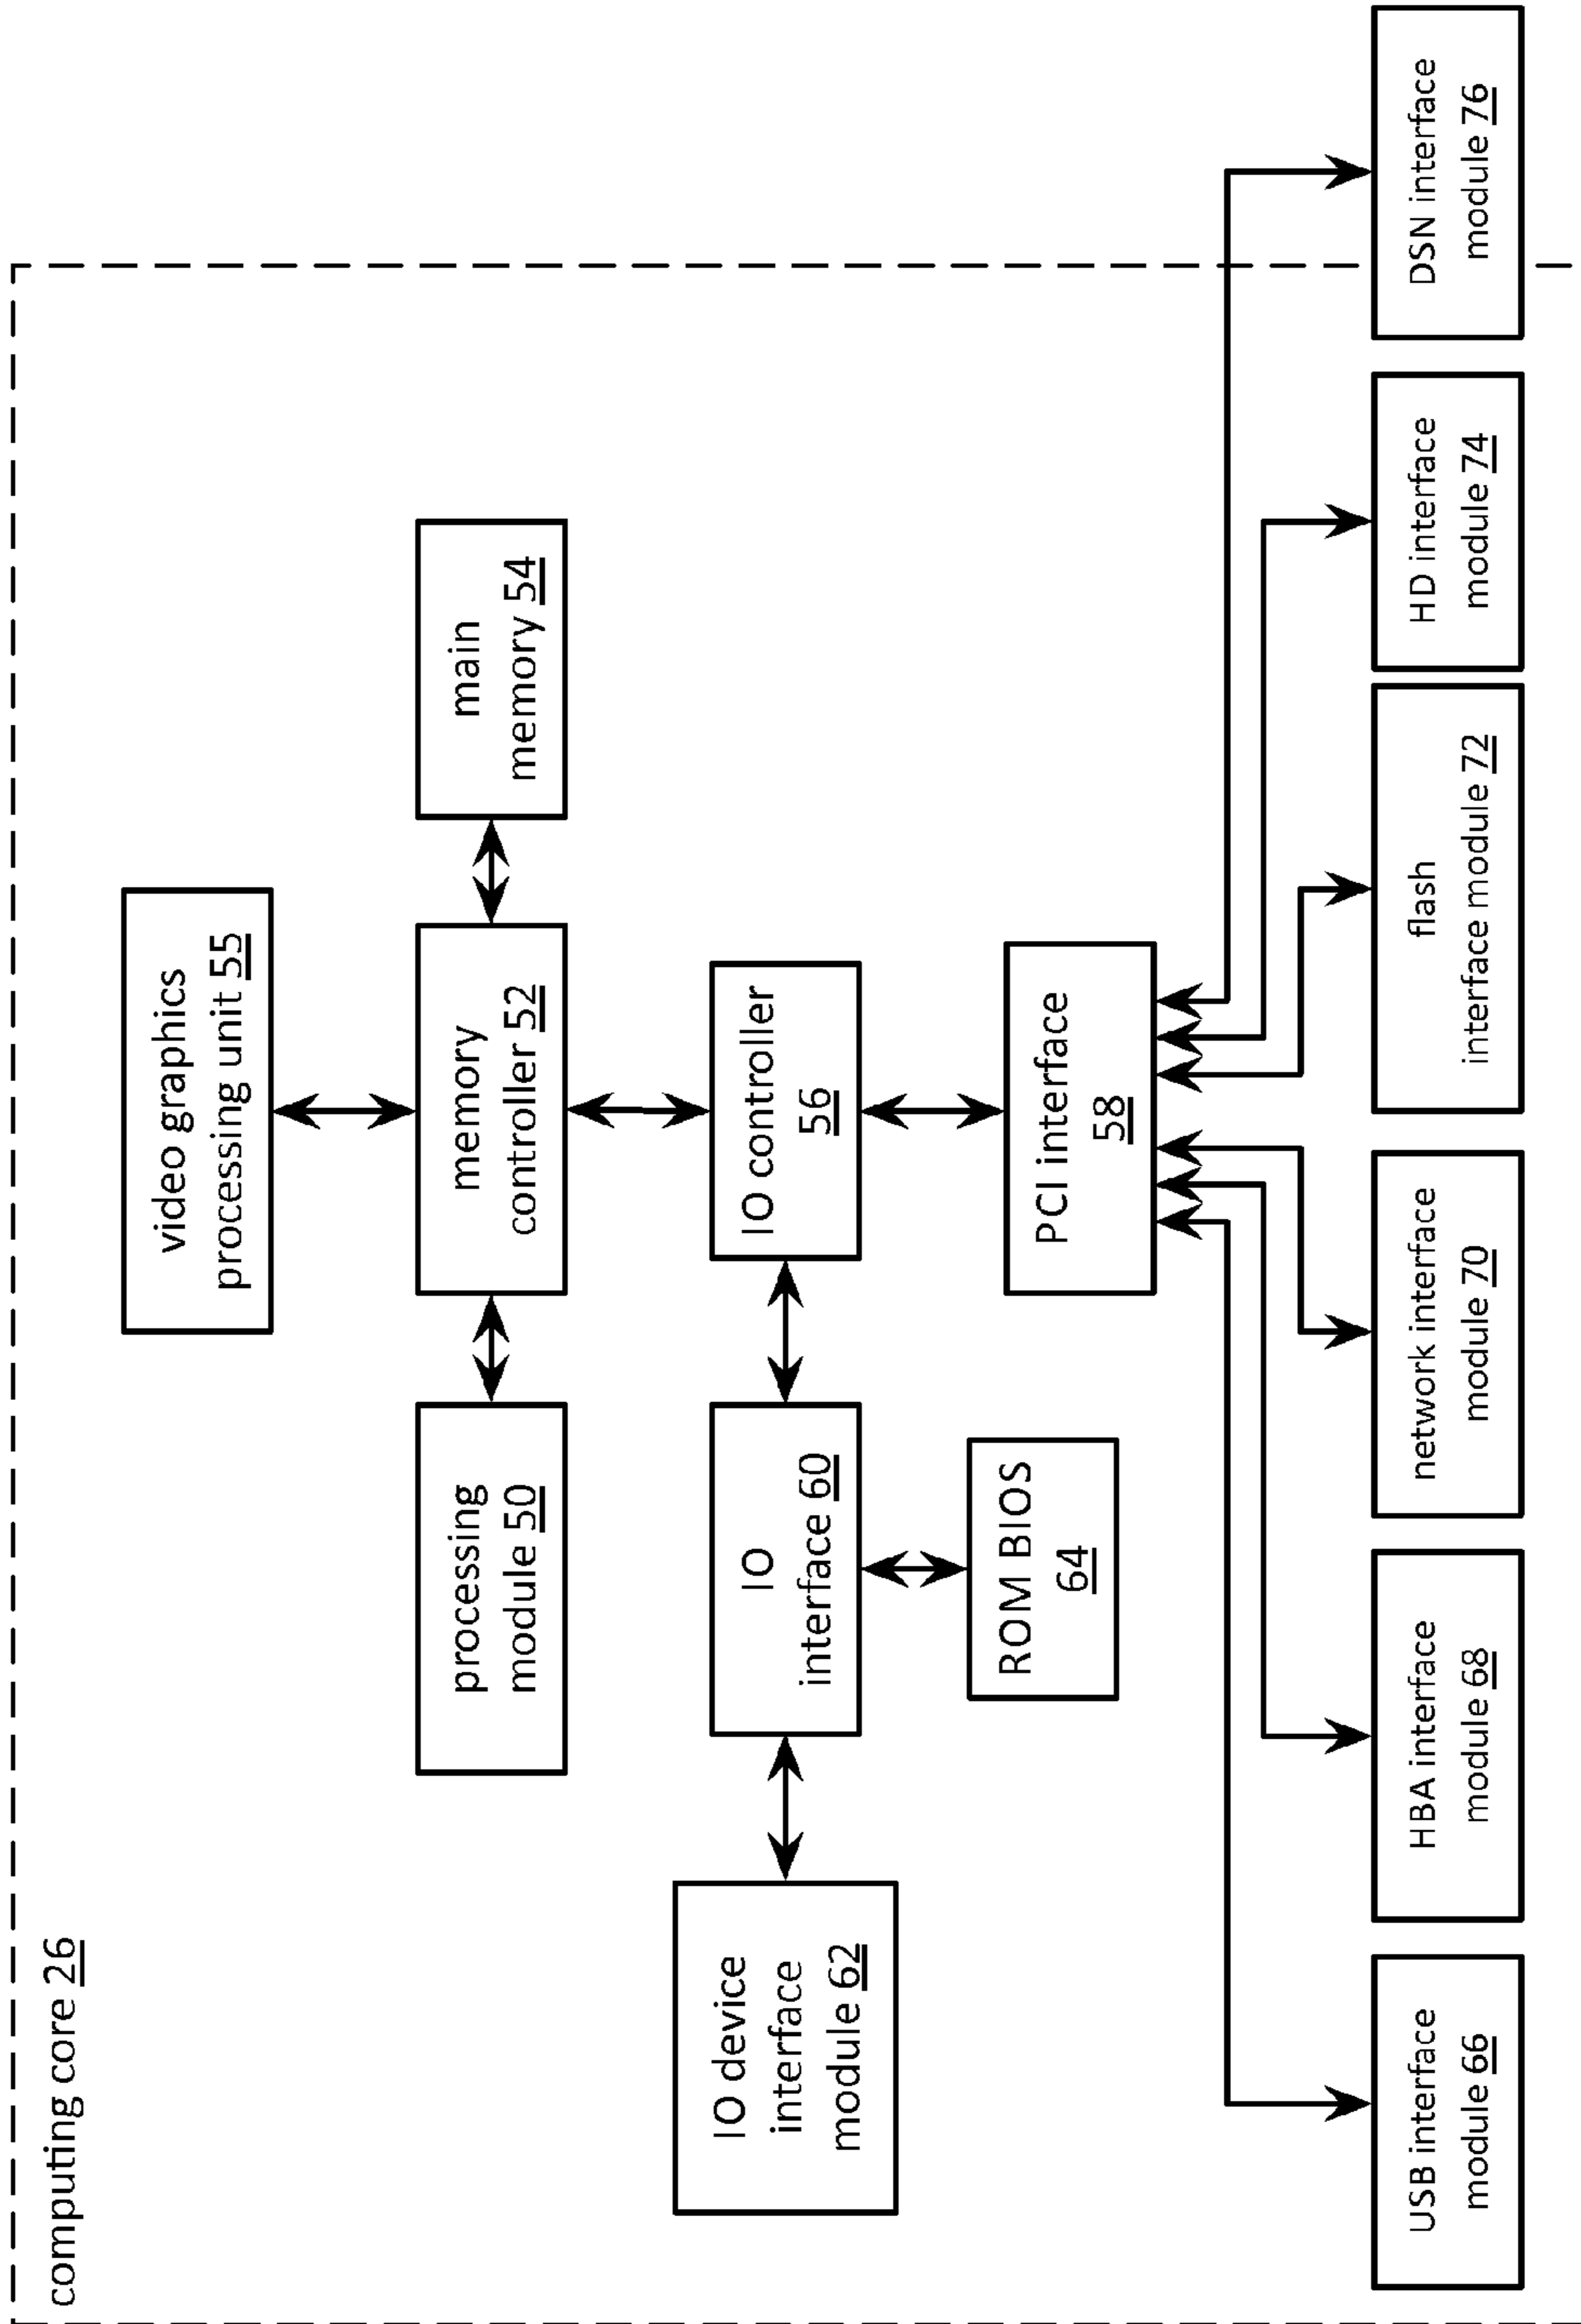 computing core 26
video graphics
processing unit 55
processing
module 50
memory
controller 52
main
memory 54
IO device
interface
module 62
IO
interface 60
IO controller
56
ROM BIOS
64
PCI interface
58
USB interface
module 66
HBA interface
module 68
network interface
module 70
flash
interface module 72
HD interface
module 74
DSN interface
module 76